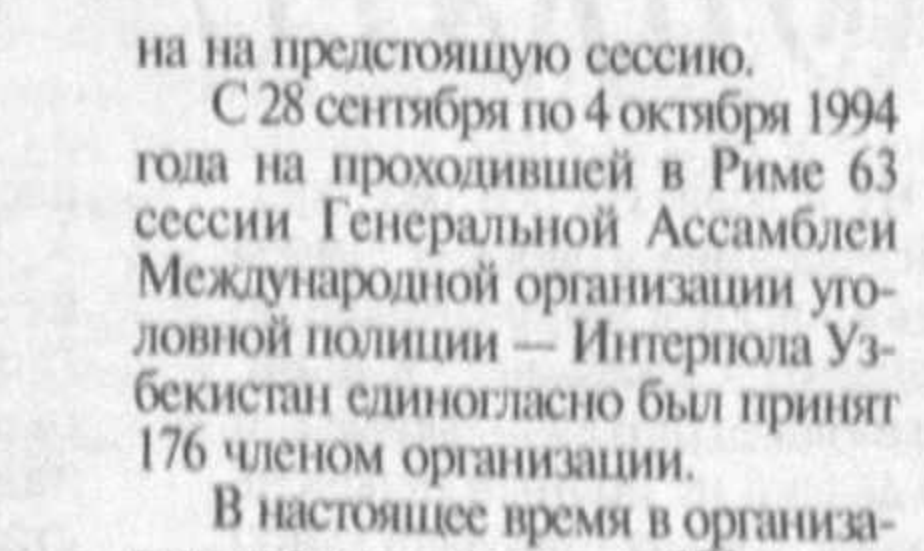 на на предстоящую сессию.
С 28 сентября по 4 октября 1994
года на проходившей в Риме 63
сессии Генеральной Ассамблеи
Международной организации уго-
ловной полиции — Интерпола Уз-
бекистан единогласно был принят
176 членом организации.
В настоящее время в организа-